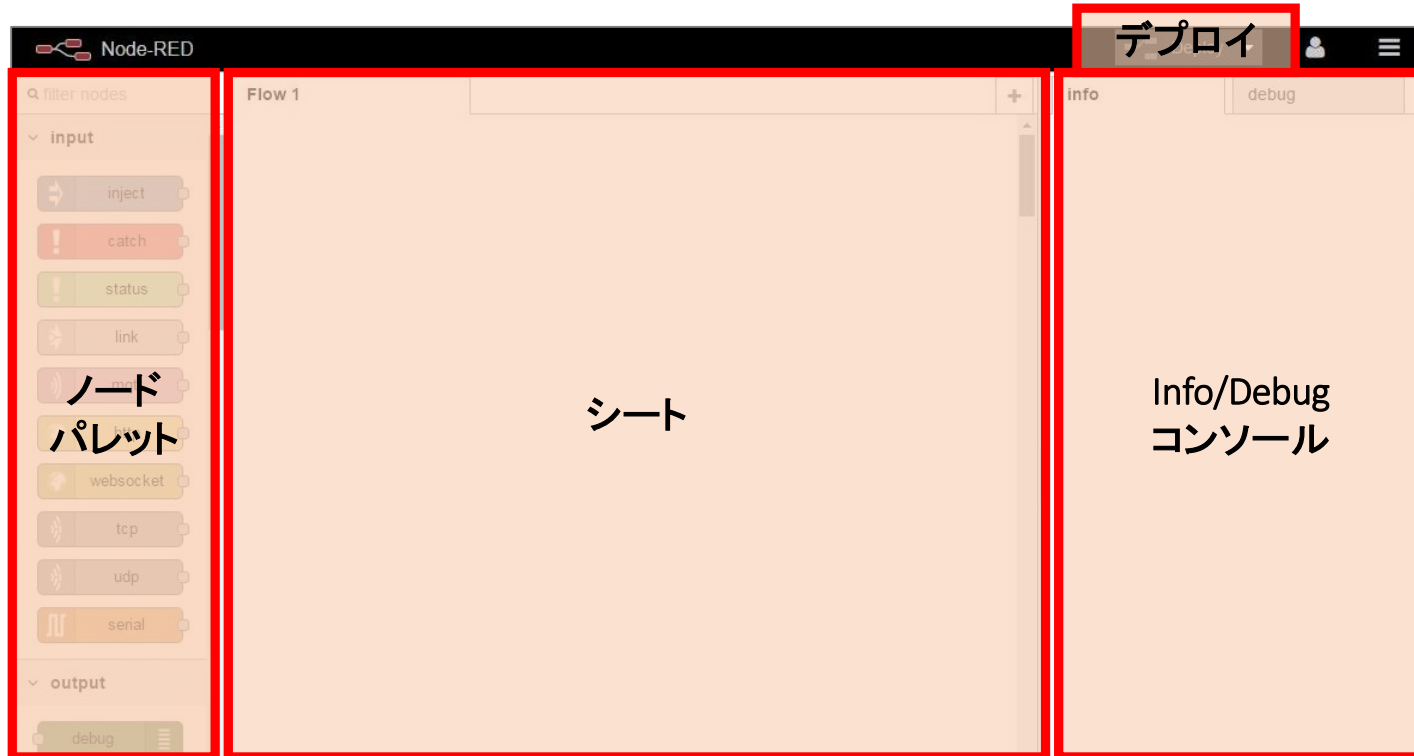 Node-RED
デプロイ
filter nodes
Flow 1
+
info
debug
input
inject
catch
status
link
ノード
パレット
シート
Info/Debug
コンソール
websocket
tcp
udp
serial
output
debug